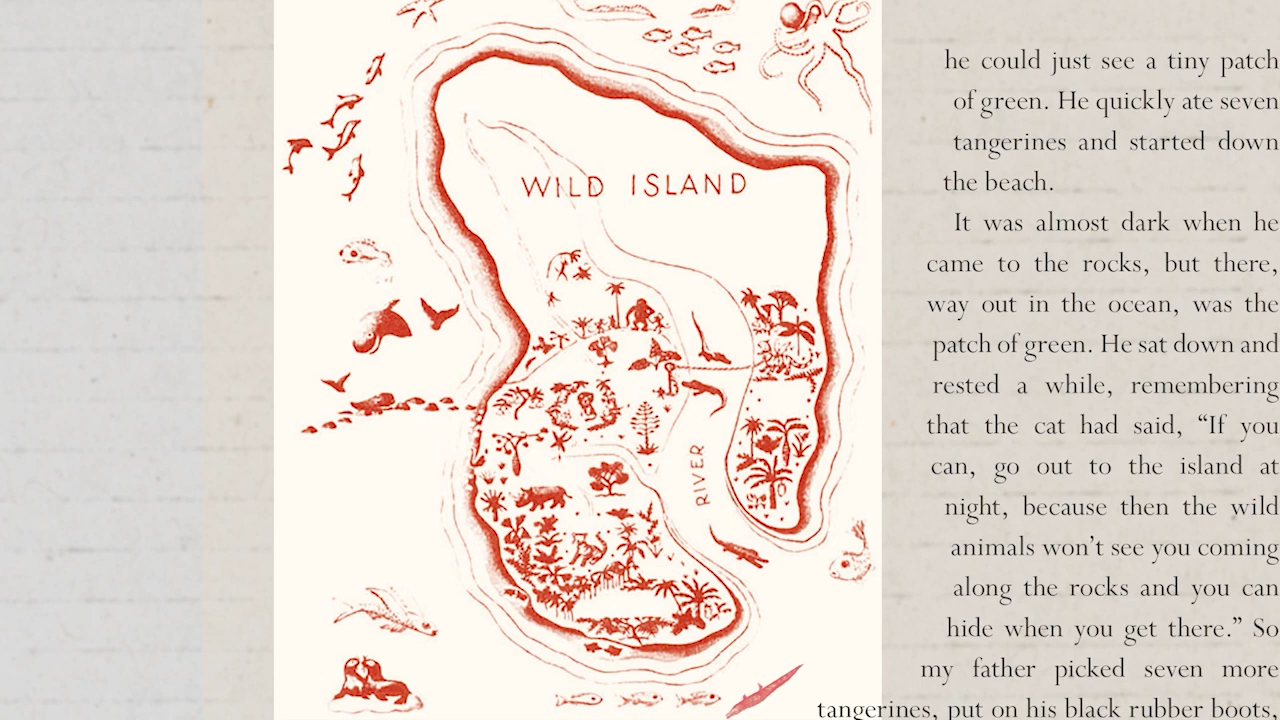 WILD ISLAND
RIVER
he could just see a tiny patch
of green. He quickly ate seven
tangerines and started down
the beach.
It was almost dark when he
came to the rocks, but there,
way out in the ocean, was the
patch of green. He sat down and
rested a while, remembering
that the cat had said, “If you
can, go out to the island at
night, because then the wild
animals won’t see you coming
along the rocks and you can
hide when you get there.” So
my father picked seven more
tangerines, put on his black rubber boots,